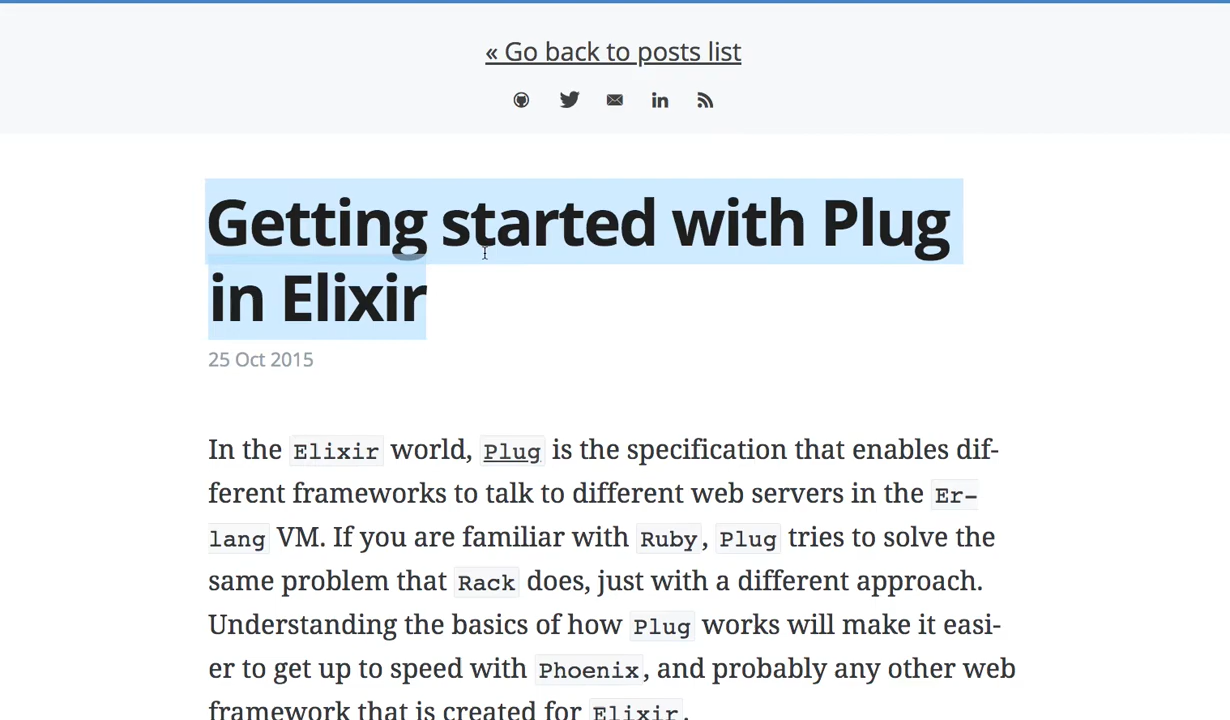 « Go back to posts list
Getting started with Plug
in Elixir
25 Oct 2015
In the Elixir world, Plug is the specification that enables dif-
ferent frameworks to talk to different web servers in the Er-
lang VM. If you are familiar with Ruby, Plug tries to solve the
same problem that Rack does, just with a different approach.
Understanding the basics of how Plug works will make it easi-
er to get up to speed with Phoenix, and probably any other web
framework that is created for Elixir.